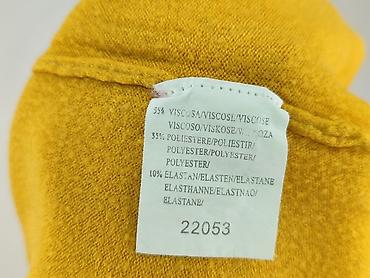 55% VISCOSA/VISCOSE/VISCOSE
VISCOSO/VISKOSE/
35% POLIESTERE/POLIESTIR/
POLYESTER/POLYESTER/
POLYESTER/
10% ELASTAN/ELASTEN/ELASTANE
ELASTHANNE/ELASTNAO/
ELASTANE/
22053